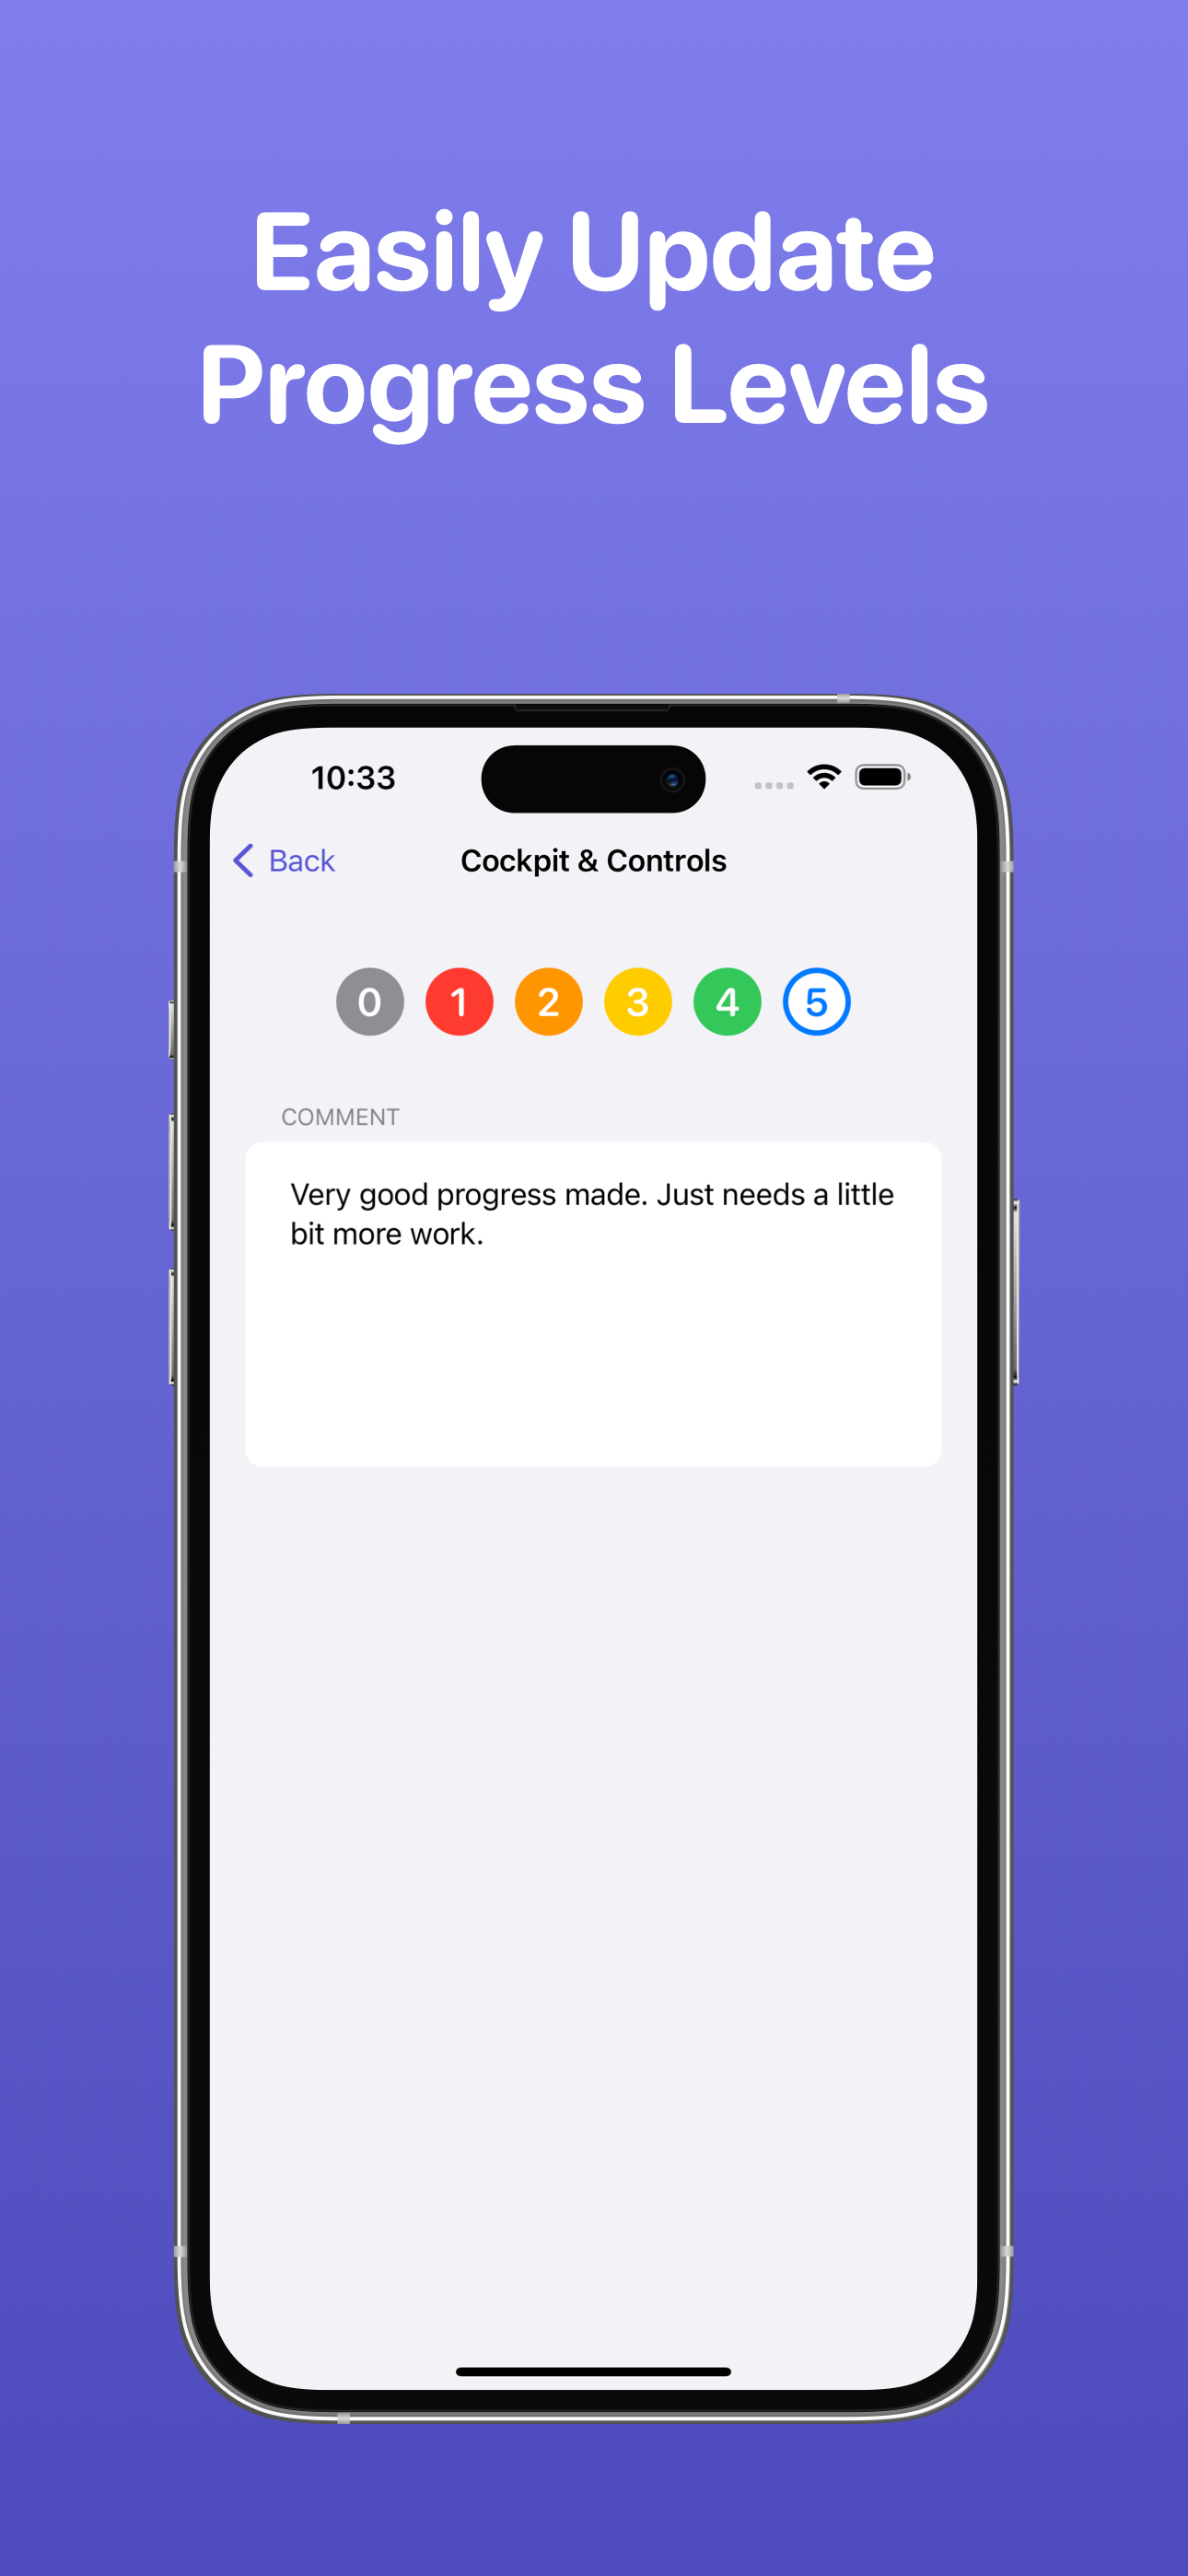 Easily Update
Progress Levels
10:33
Back
Cockpit & Controls
0 1 2 3 4 5
COMMENT
Very good progress made. Just needs a little
bit more work.